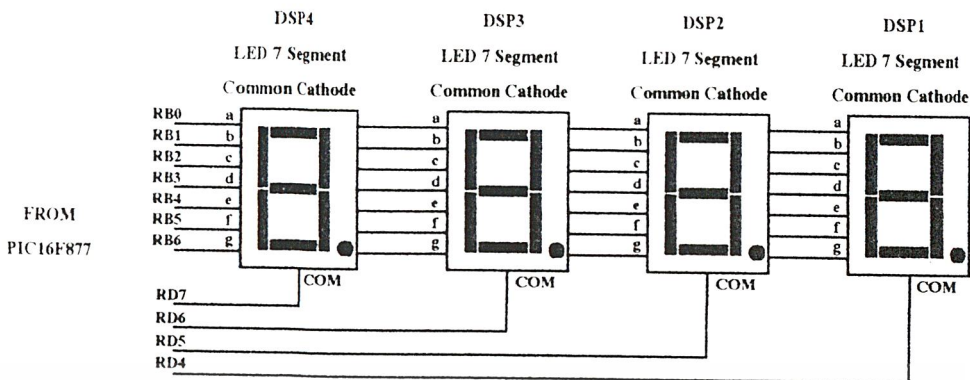 DSP4
LED 7 Segment
Common Cathode
DSP3
LED 7 Segment
Common Cathode
DSP2
LED 7 Segment
Common Cathode
DSP1
LED 7 Segment
Common Cathode
FROM
PIC16F877
RB0
RB1
RB2
RB3
RB4
RB5
RB6
a
b
c
d
e
f
g
a
b
c
d
e
f
g
a
b
c
d
e
f
g
a
b
c
d
e
f
g
COM
COM
COM
COM
RD7
RD6
RD5
RD4